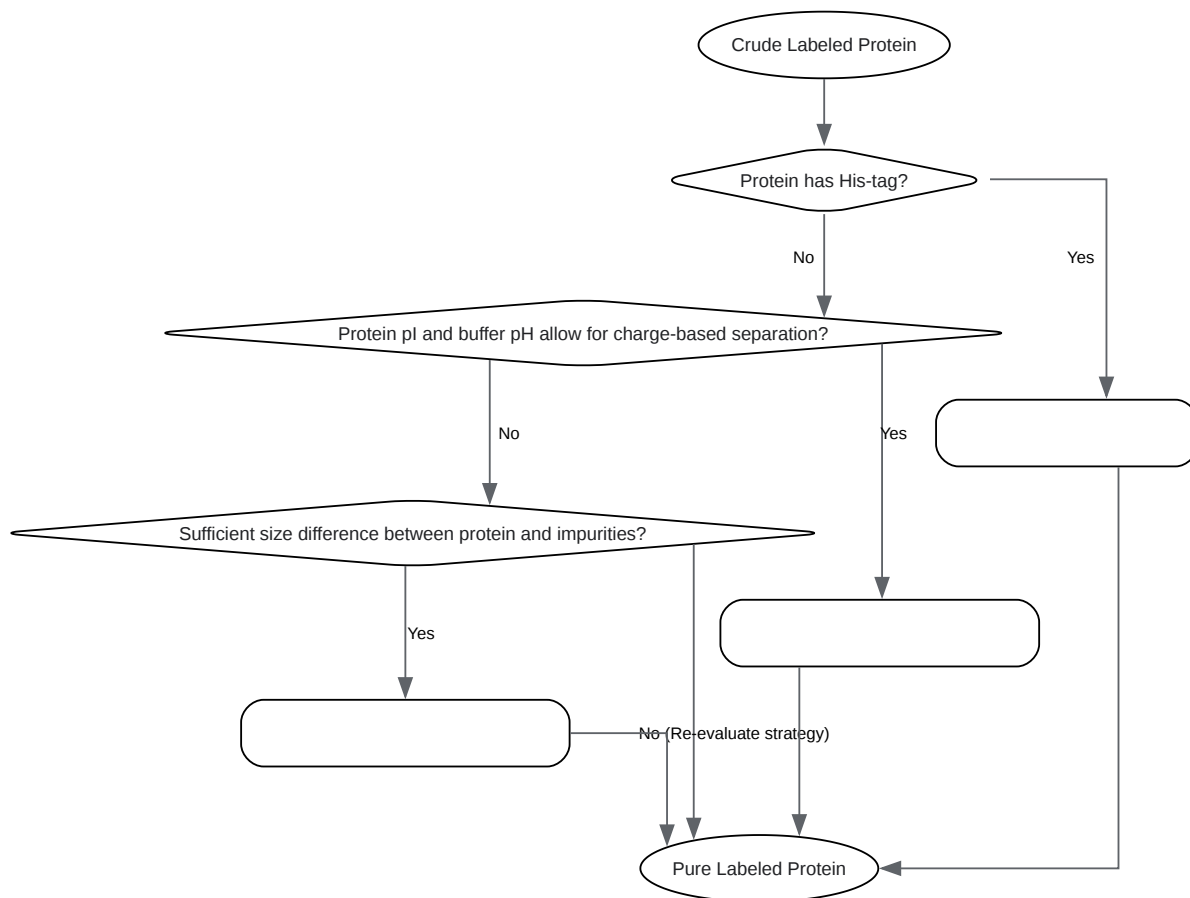 Crude Labeled Protein
Protein has His-tag?
No
Yes
Protein pI and buffer pH allow for charge-based separation?
No
Yes
Sufficient size difference between protein and impurities?
Yes
No (Re-evaluate strategy)
Pure Labeled Protein